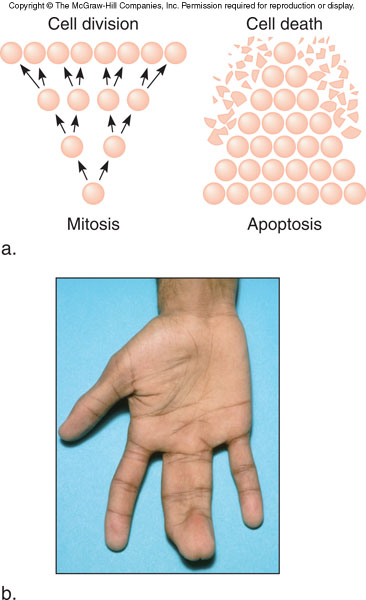 Copyright © The McGraw-Hill Companies, Inc. Permission required for reproduction or display.
Cell division
Cell death
Mitosis
Apoptosis
a.
b.